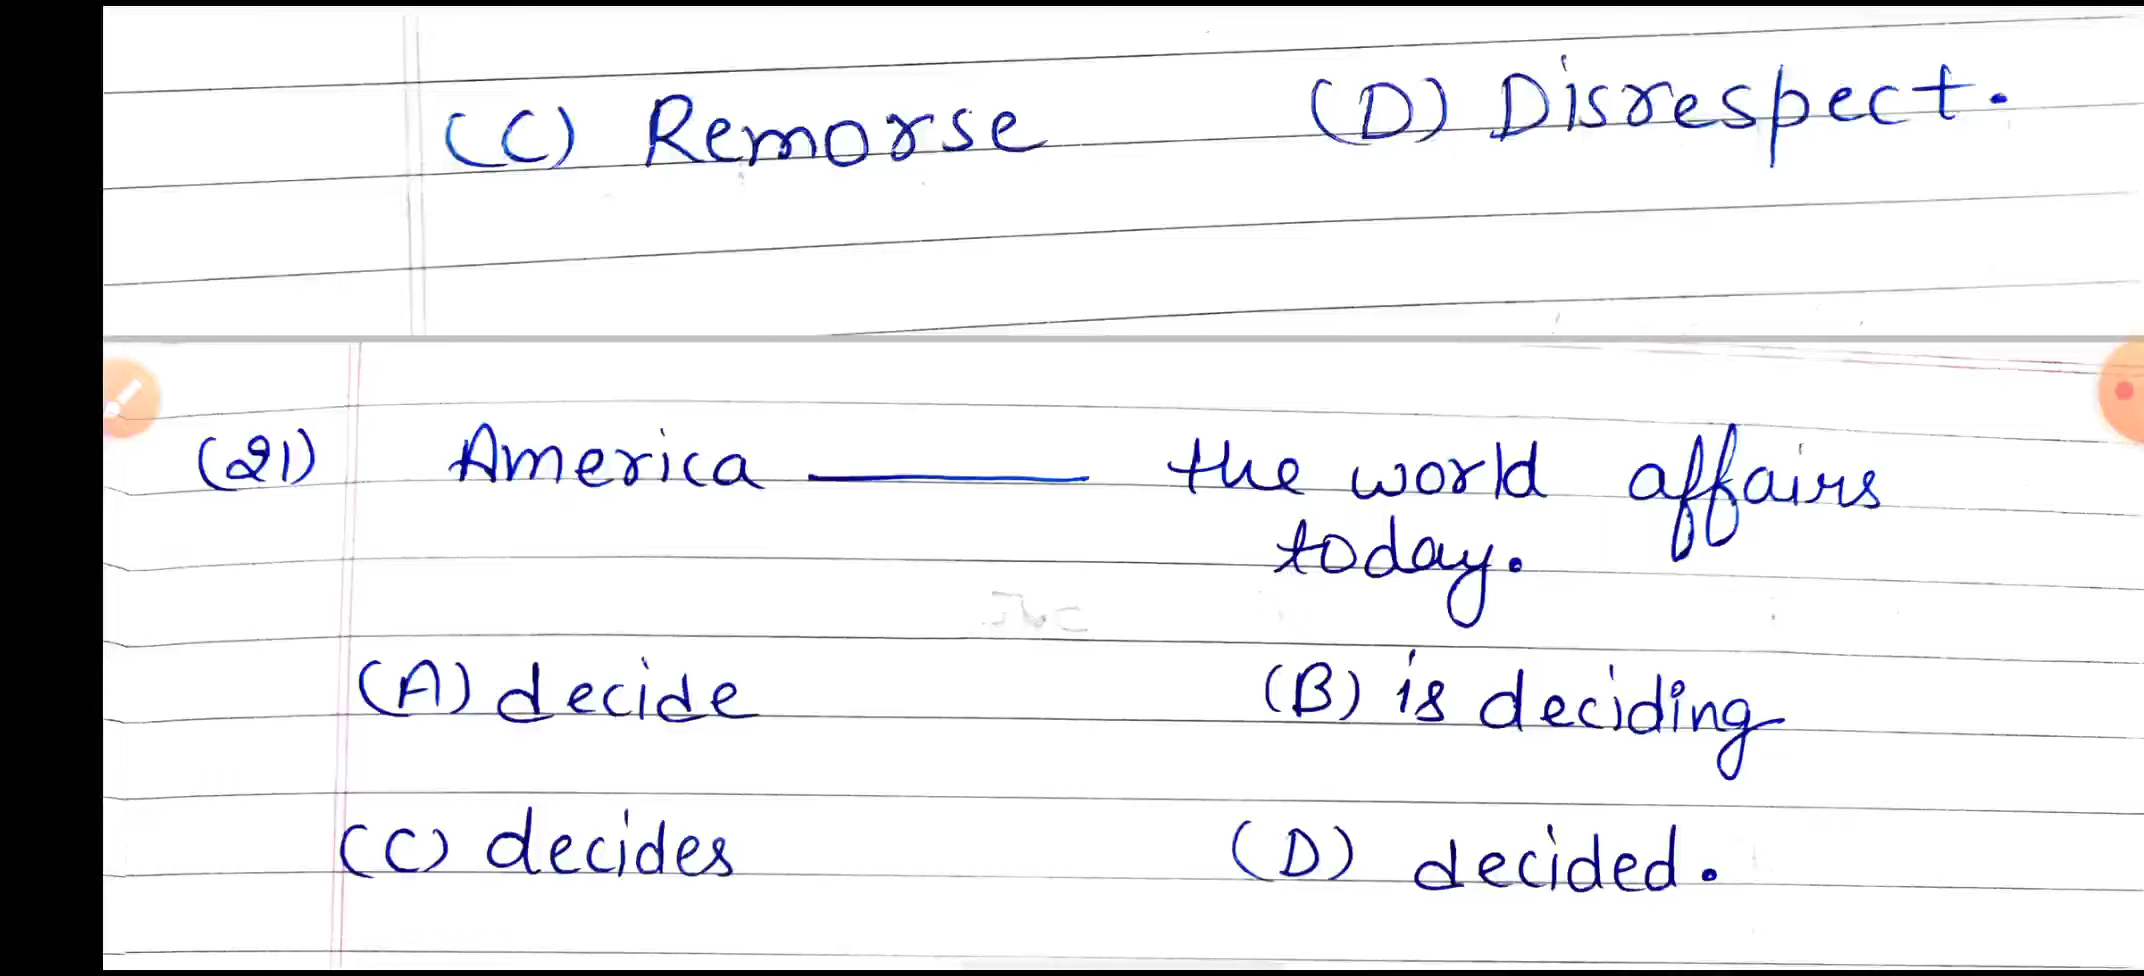 (C) Remorse (D) Disrespect.
(21) America ______ the world affairs
today.
(A) decide (B) is deciding
(C) decides (D) decided.